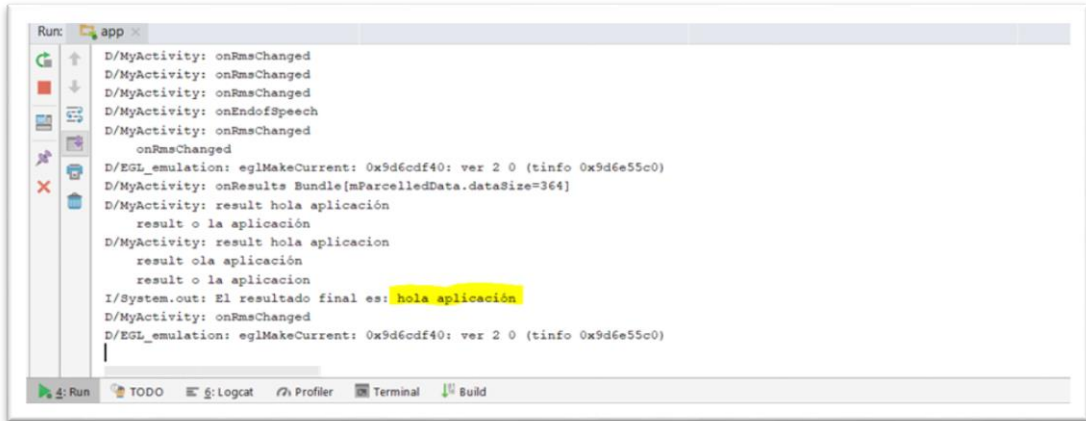 Run: app ×
D/MyActivity: onRmsChanged
D/MyActivity: onRmsChanged
D/MyActivity: onRmsChanged
D/MyActivity: onEndofSpeech
D/MyActivity: onRmsChanged
onRmsChanged
D/EGL_emulation: eglMakeCurrent: 0x9d6cdf40: ver 2 0 (tinfo 0x9d6e55c0)
D/MyActivity: onResults Bundle[mParcelledData.dataSize=364]
D/MyActivity: result hola aplicación
result o la aplicación
D/MyActivity: result hola aplicacion
result ola aplicación
result o la aplicacion
I/System.out: El resultado final es: hola aplicación
D/MyActivity: onRmsChanged
D/EGL_emulation: eglMakeCurrent: 0x9d6cdf40: ver 2 0 (tinfo 0x9d6e55c0)
4: Run TODO 6: Logcat Profiler Terminal Build